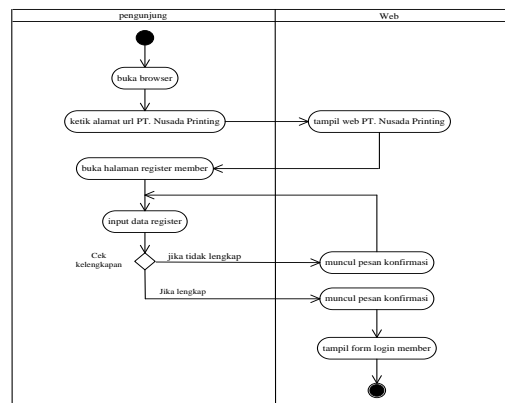 pengunjung
Web
buka browser
ketik alamat url PT. Nusada Printing
tampil web PT. Nusada Printing
buka halaman register member
input data register
Cek
kelengkapan
jika tidak lengkap
muncul pesan konfirmasi
Jika lengkap
muncul pesan konfirmasi
tampil form login member